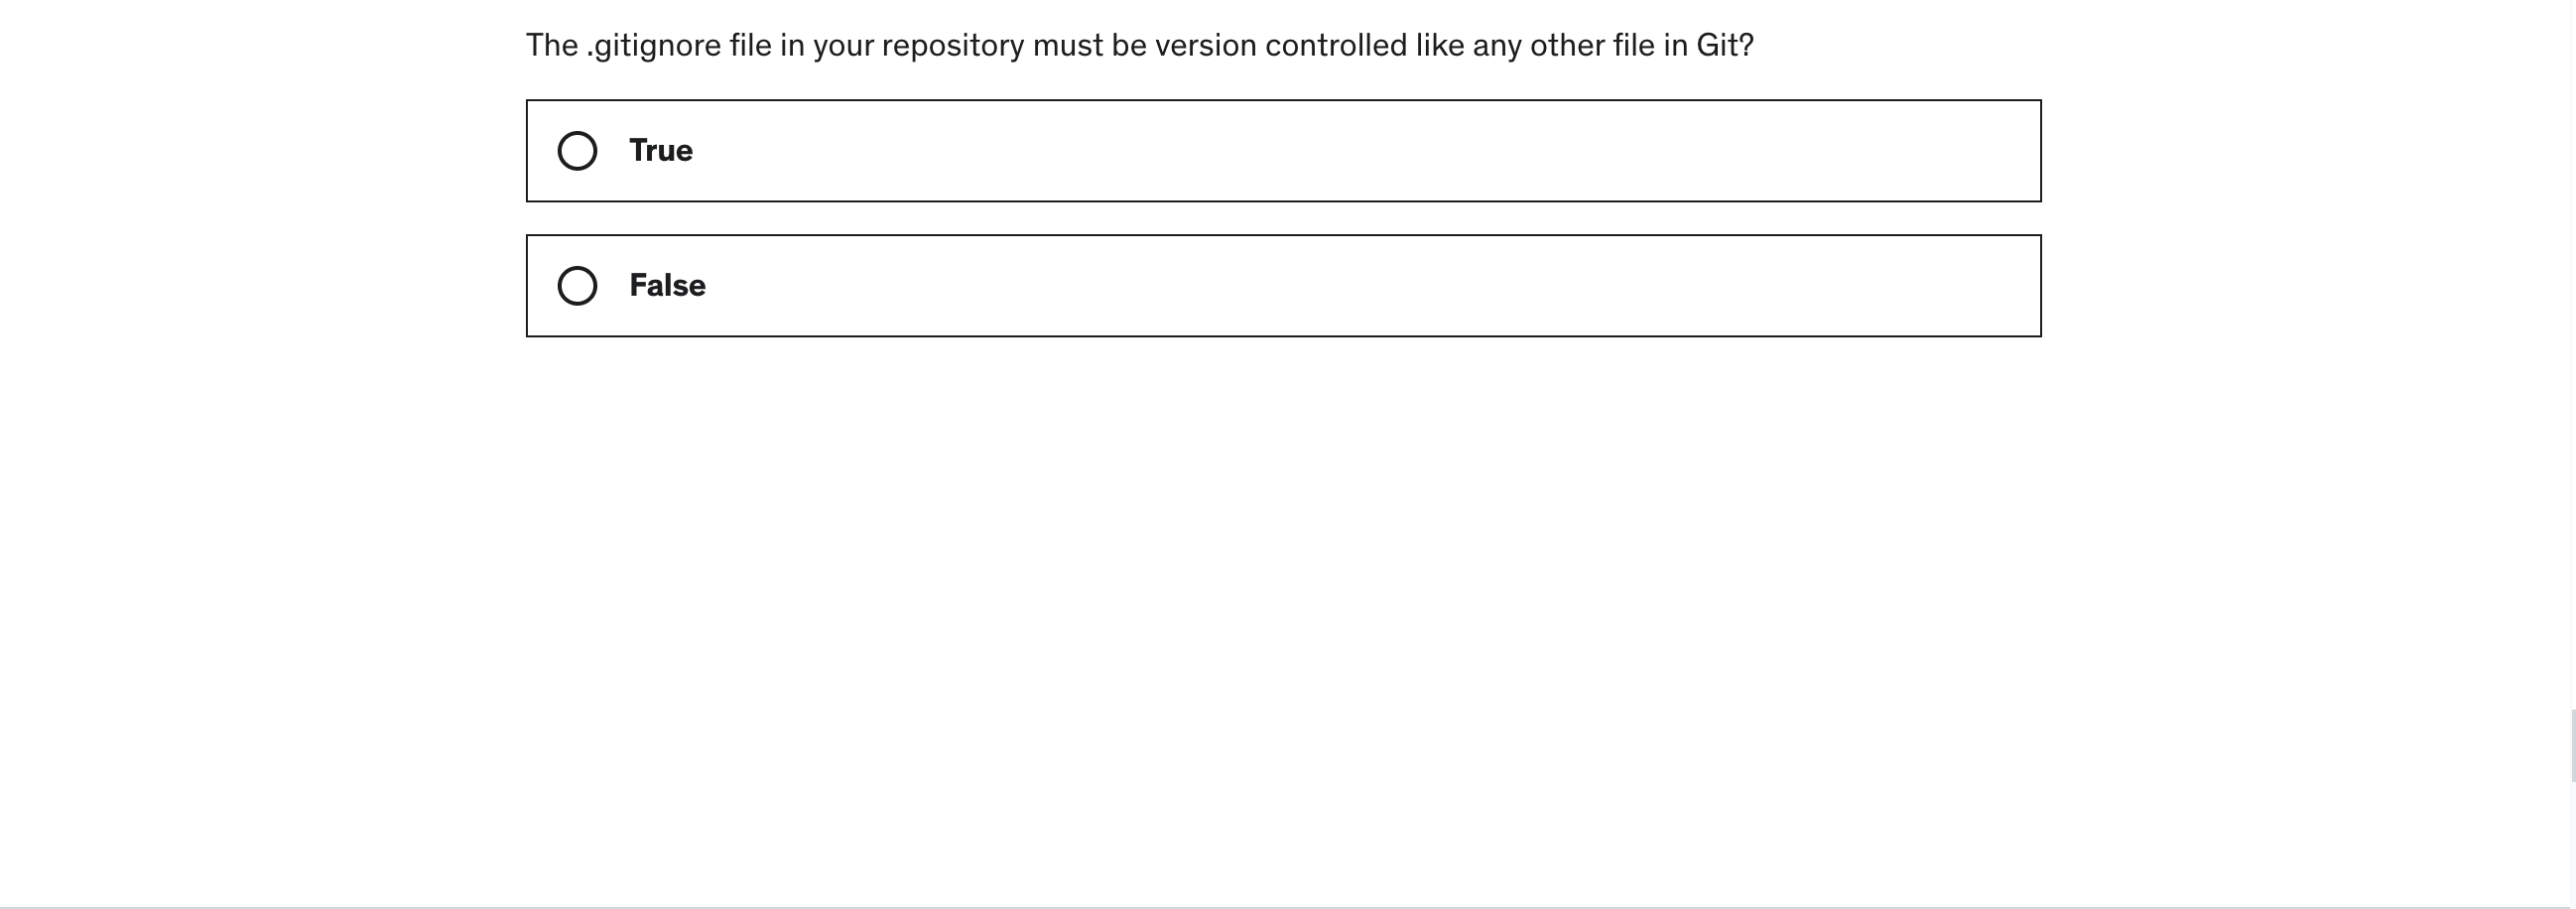 The .gitignore file in your repository must be version controlled like any other file in Git?
True
False